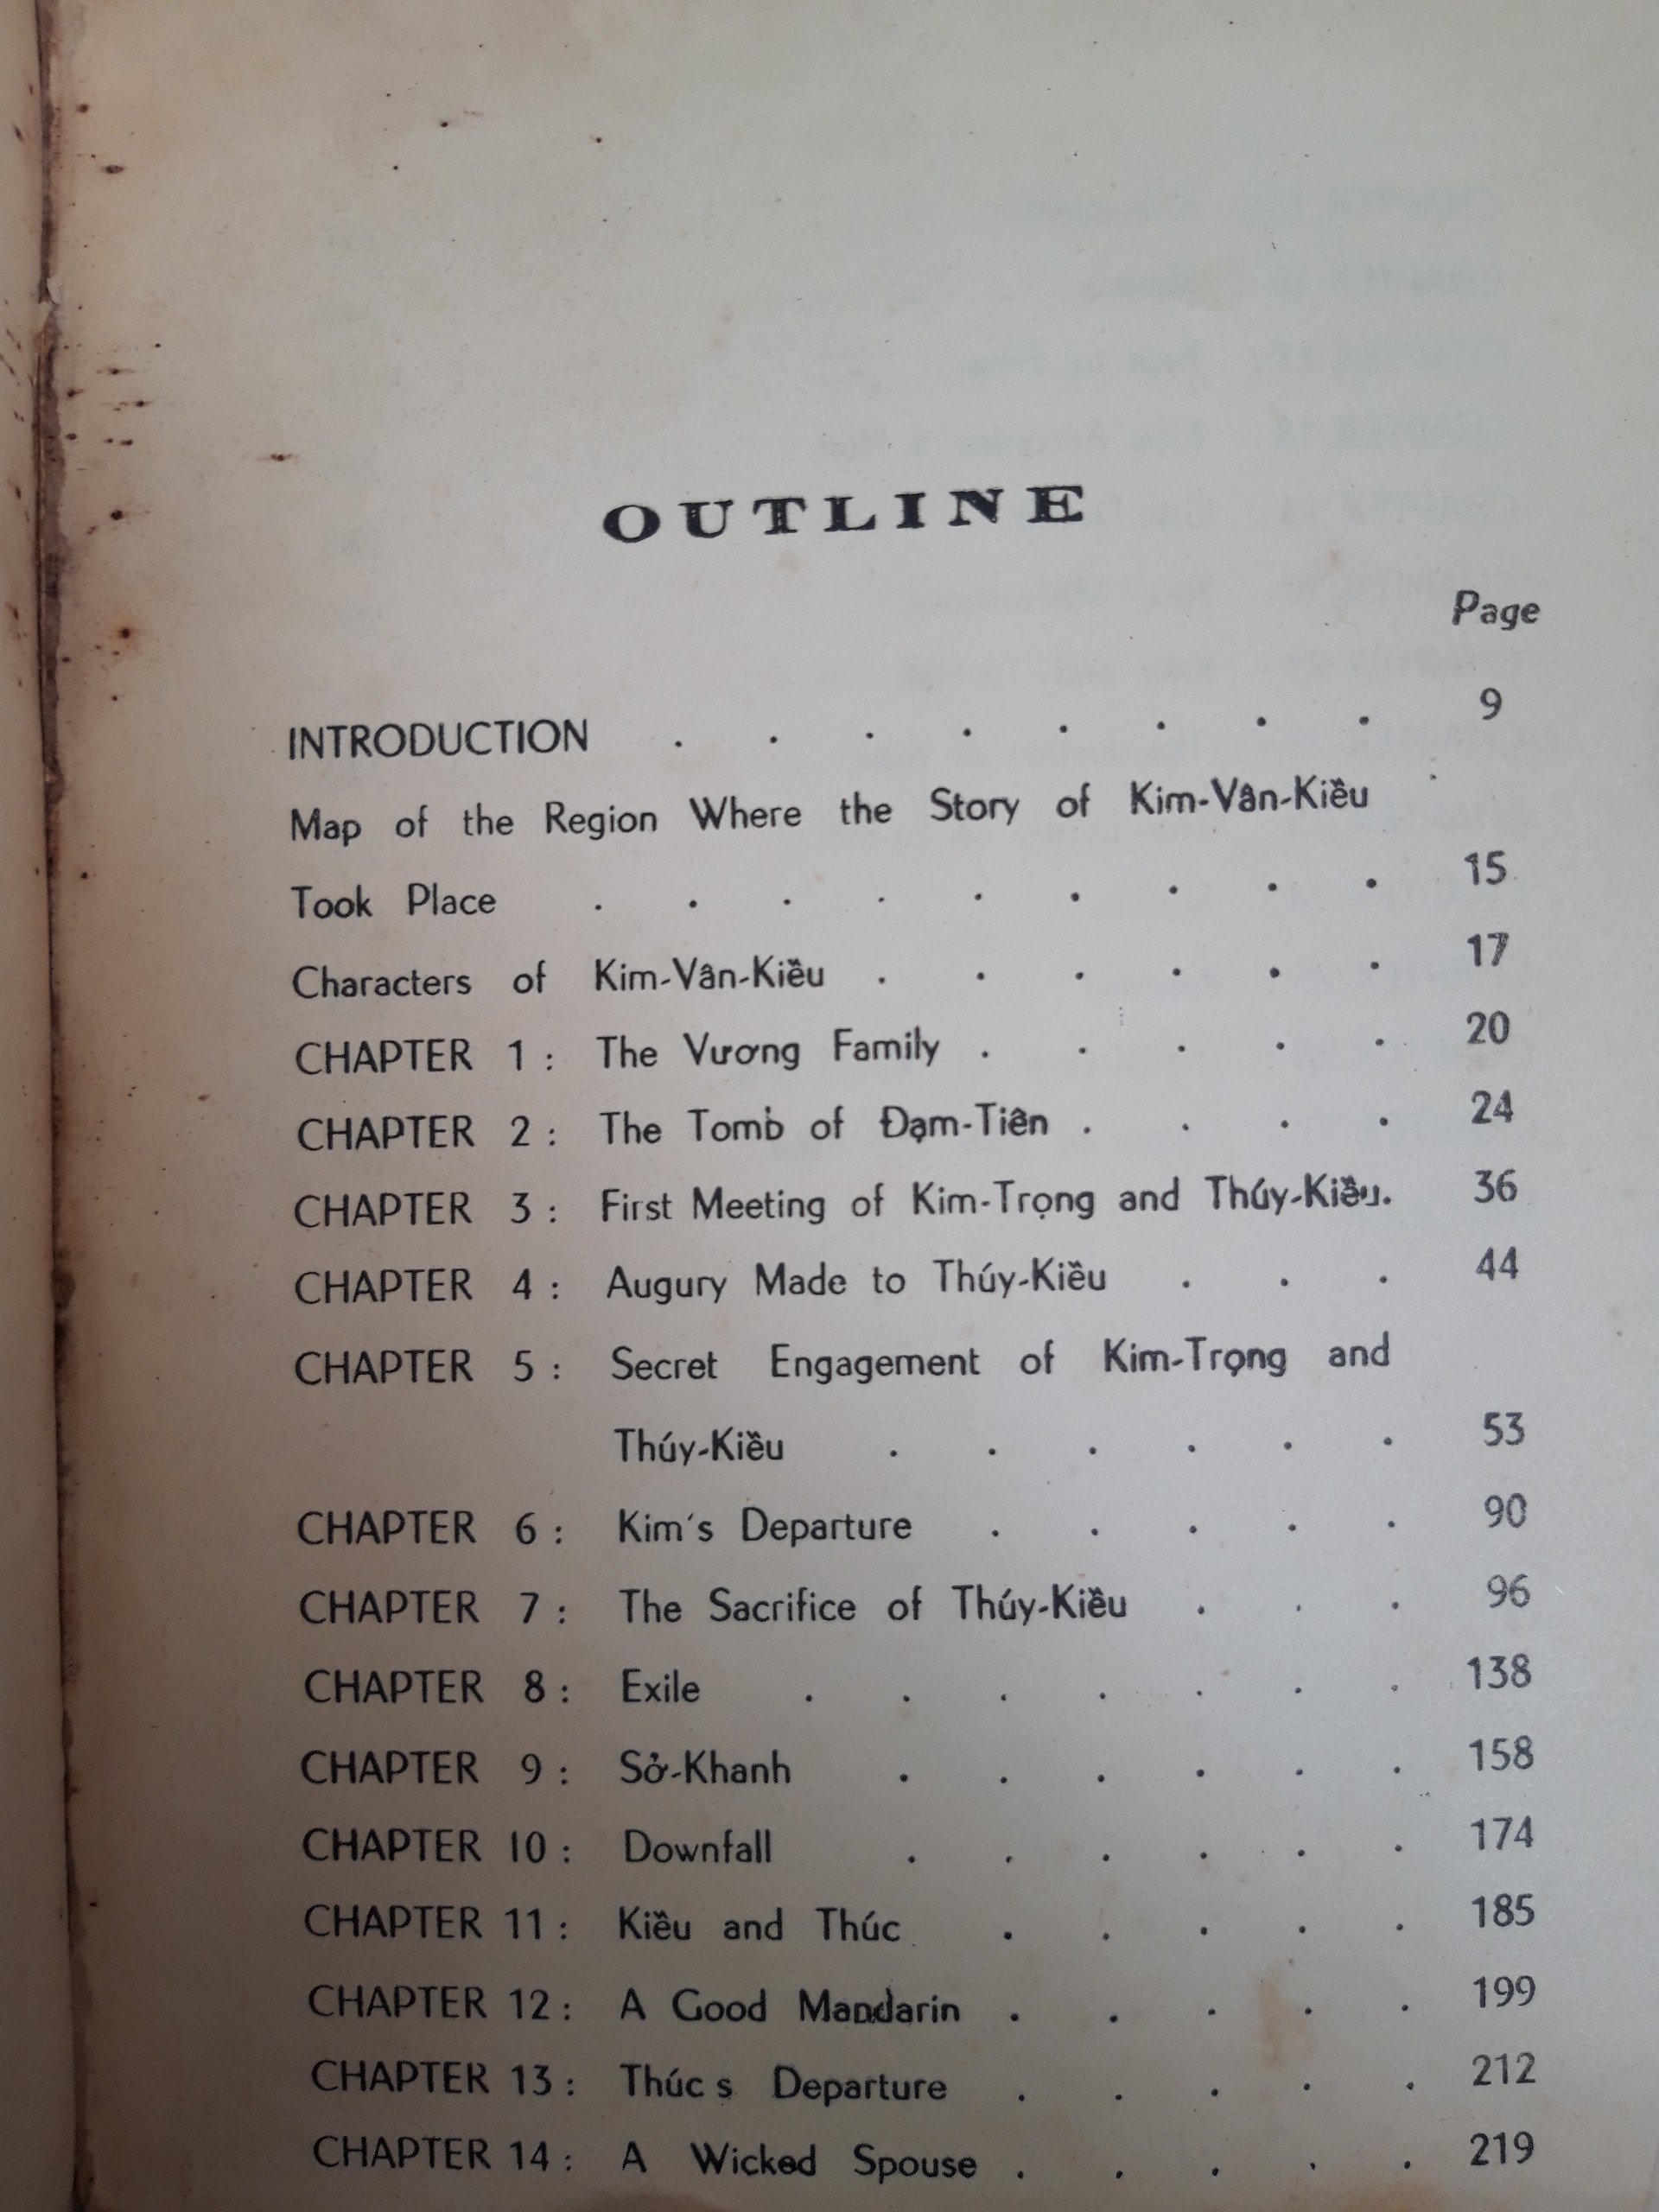 OUTLINE
Page
INTRODUCTION . . . . . . . . 9
Map of the Region Where the Story of Kim-Vân-Kiều
Took Place . . . . . . . . . 15
Characters of Kim-Vân-Kiều . . . . . . 17
CHAPTER 1 : The Vương Family . . . . . 20
CHAPTER 2 : The Tomb of Đạm-Tiên . . . . 24
CHAPTER 3 : First Meeting of Kim-Trọng and Thúy-Kiều. 36
CHAPTER 4 : Augury Made to Thúy-Kiều . . . 44
CHAPTER 5 : Secret Engagement of Kim-Trọng and
Thúy-Kiều . . . . . . 53
CHAPTER 6 : Kim's Departure . . . . . 90
CHAPTER 7 : The Sacrifice of Thúy-Kiều . . . 96
CHAPTER 8 : Exile . . . . . . . 138
CHAPTER 9 : Sở-Khanh . . . . . . 158
CHAPTER 10 : Downfall . . . . . . 174
CHAPTER 11 : Kiều and Thúc . . . . . 185
CHAPTER 12 : A Good Mandarin . . . . . 199
CHAPTER 13 : Thúc s Departure . . . . . 212
CHAPTER 14 : A Wicked Spouse . . . . . 219